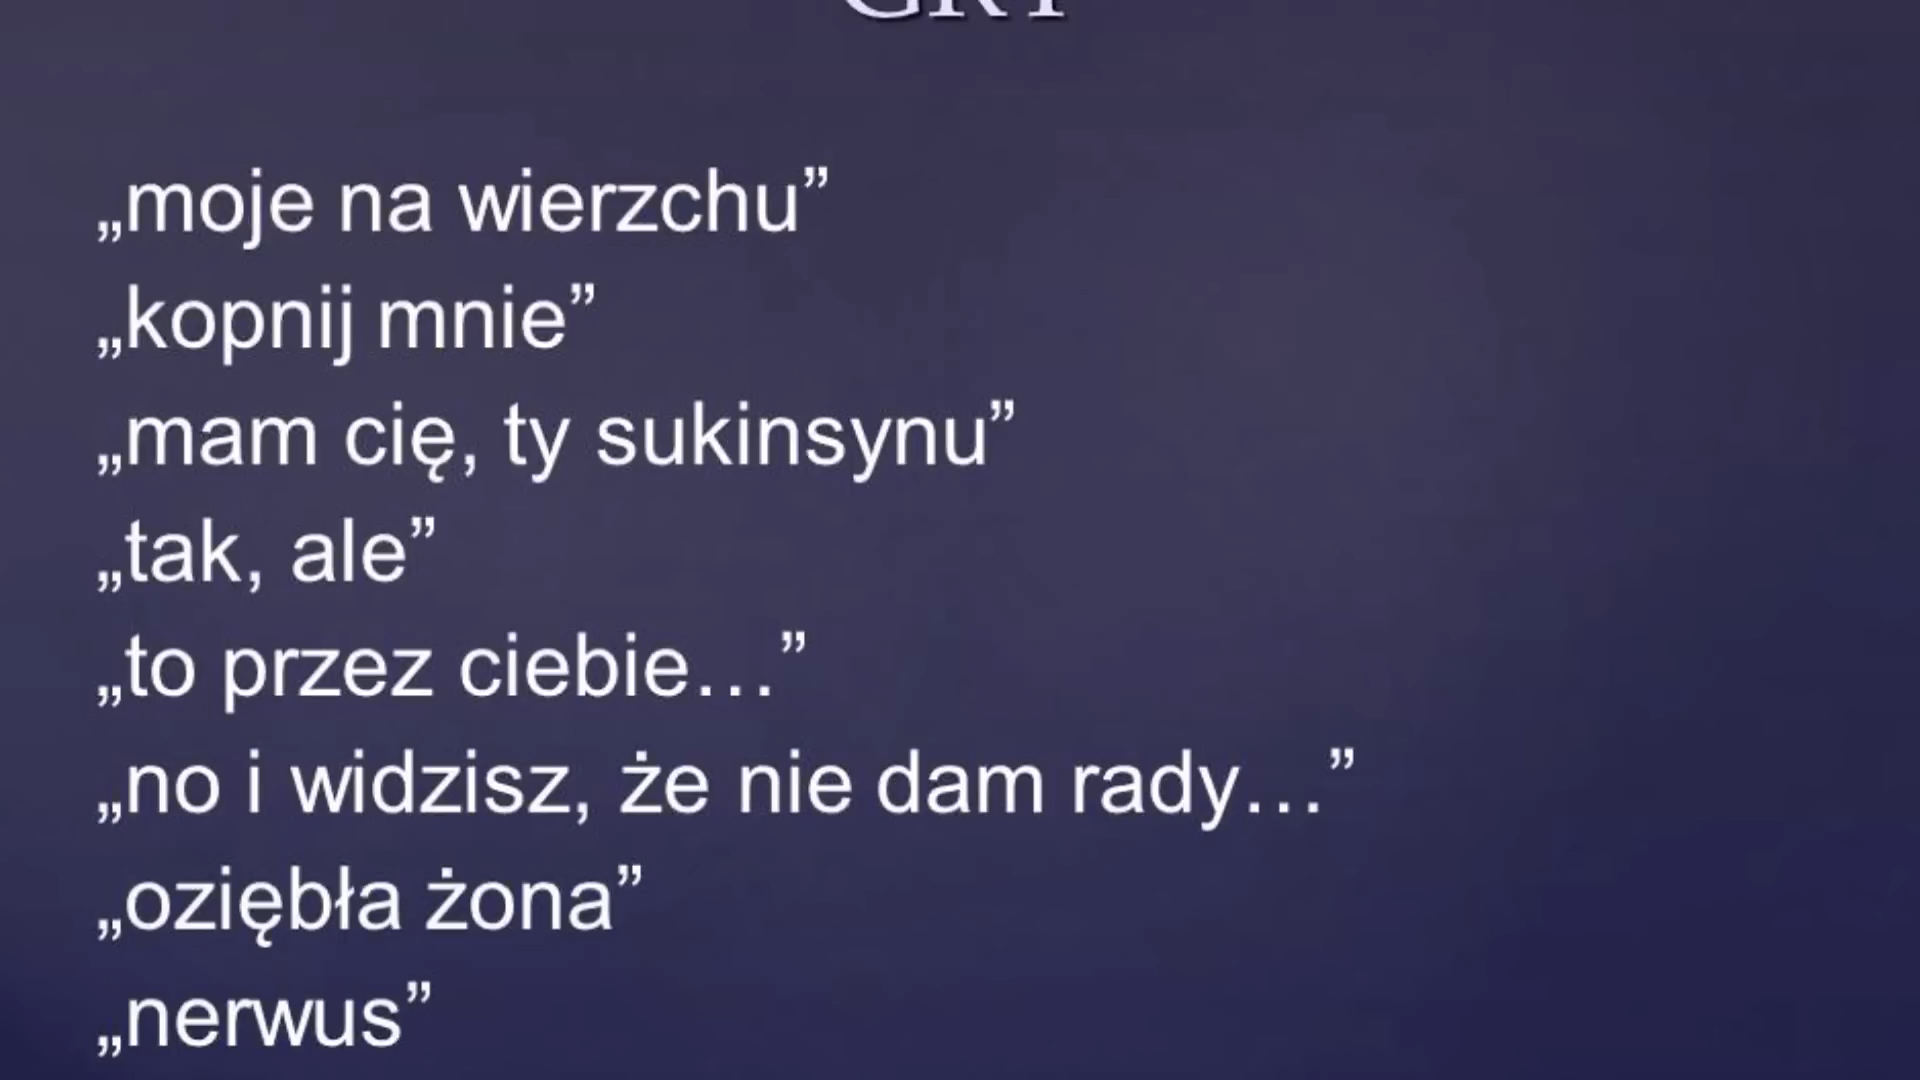 GRY
„moje na wierzchu”
„kopnij mnie”
„mam cię, ty sukinsynu”
„tak, ale”
„to przez ciebie…”
„no i widzisz, że nie dam rady…”
„oziębła żona”
„nerwus”